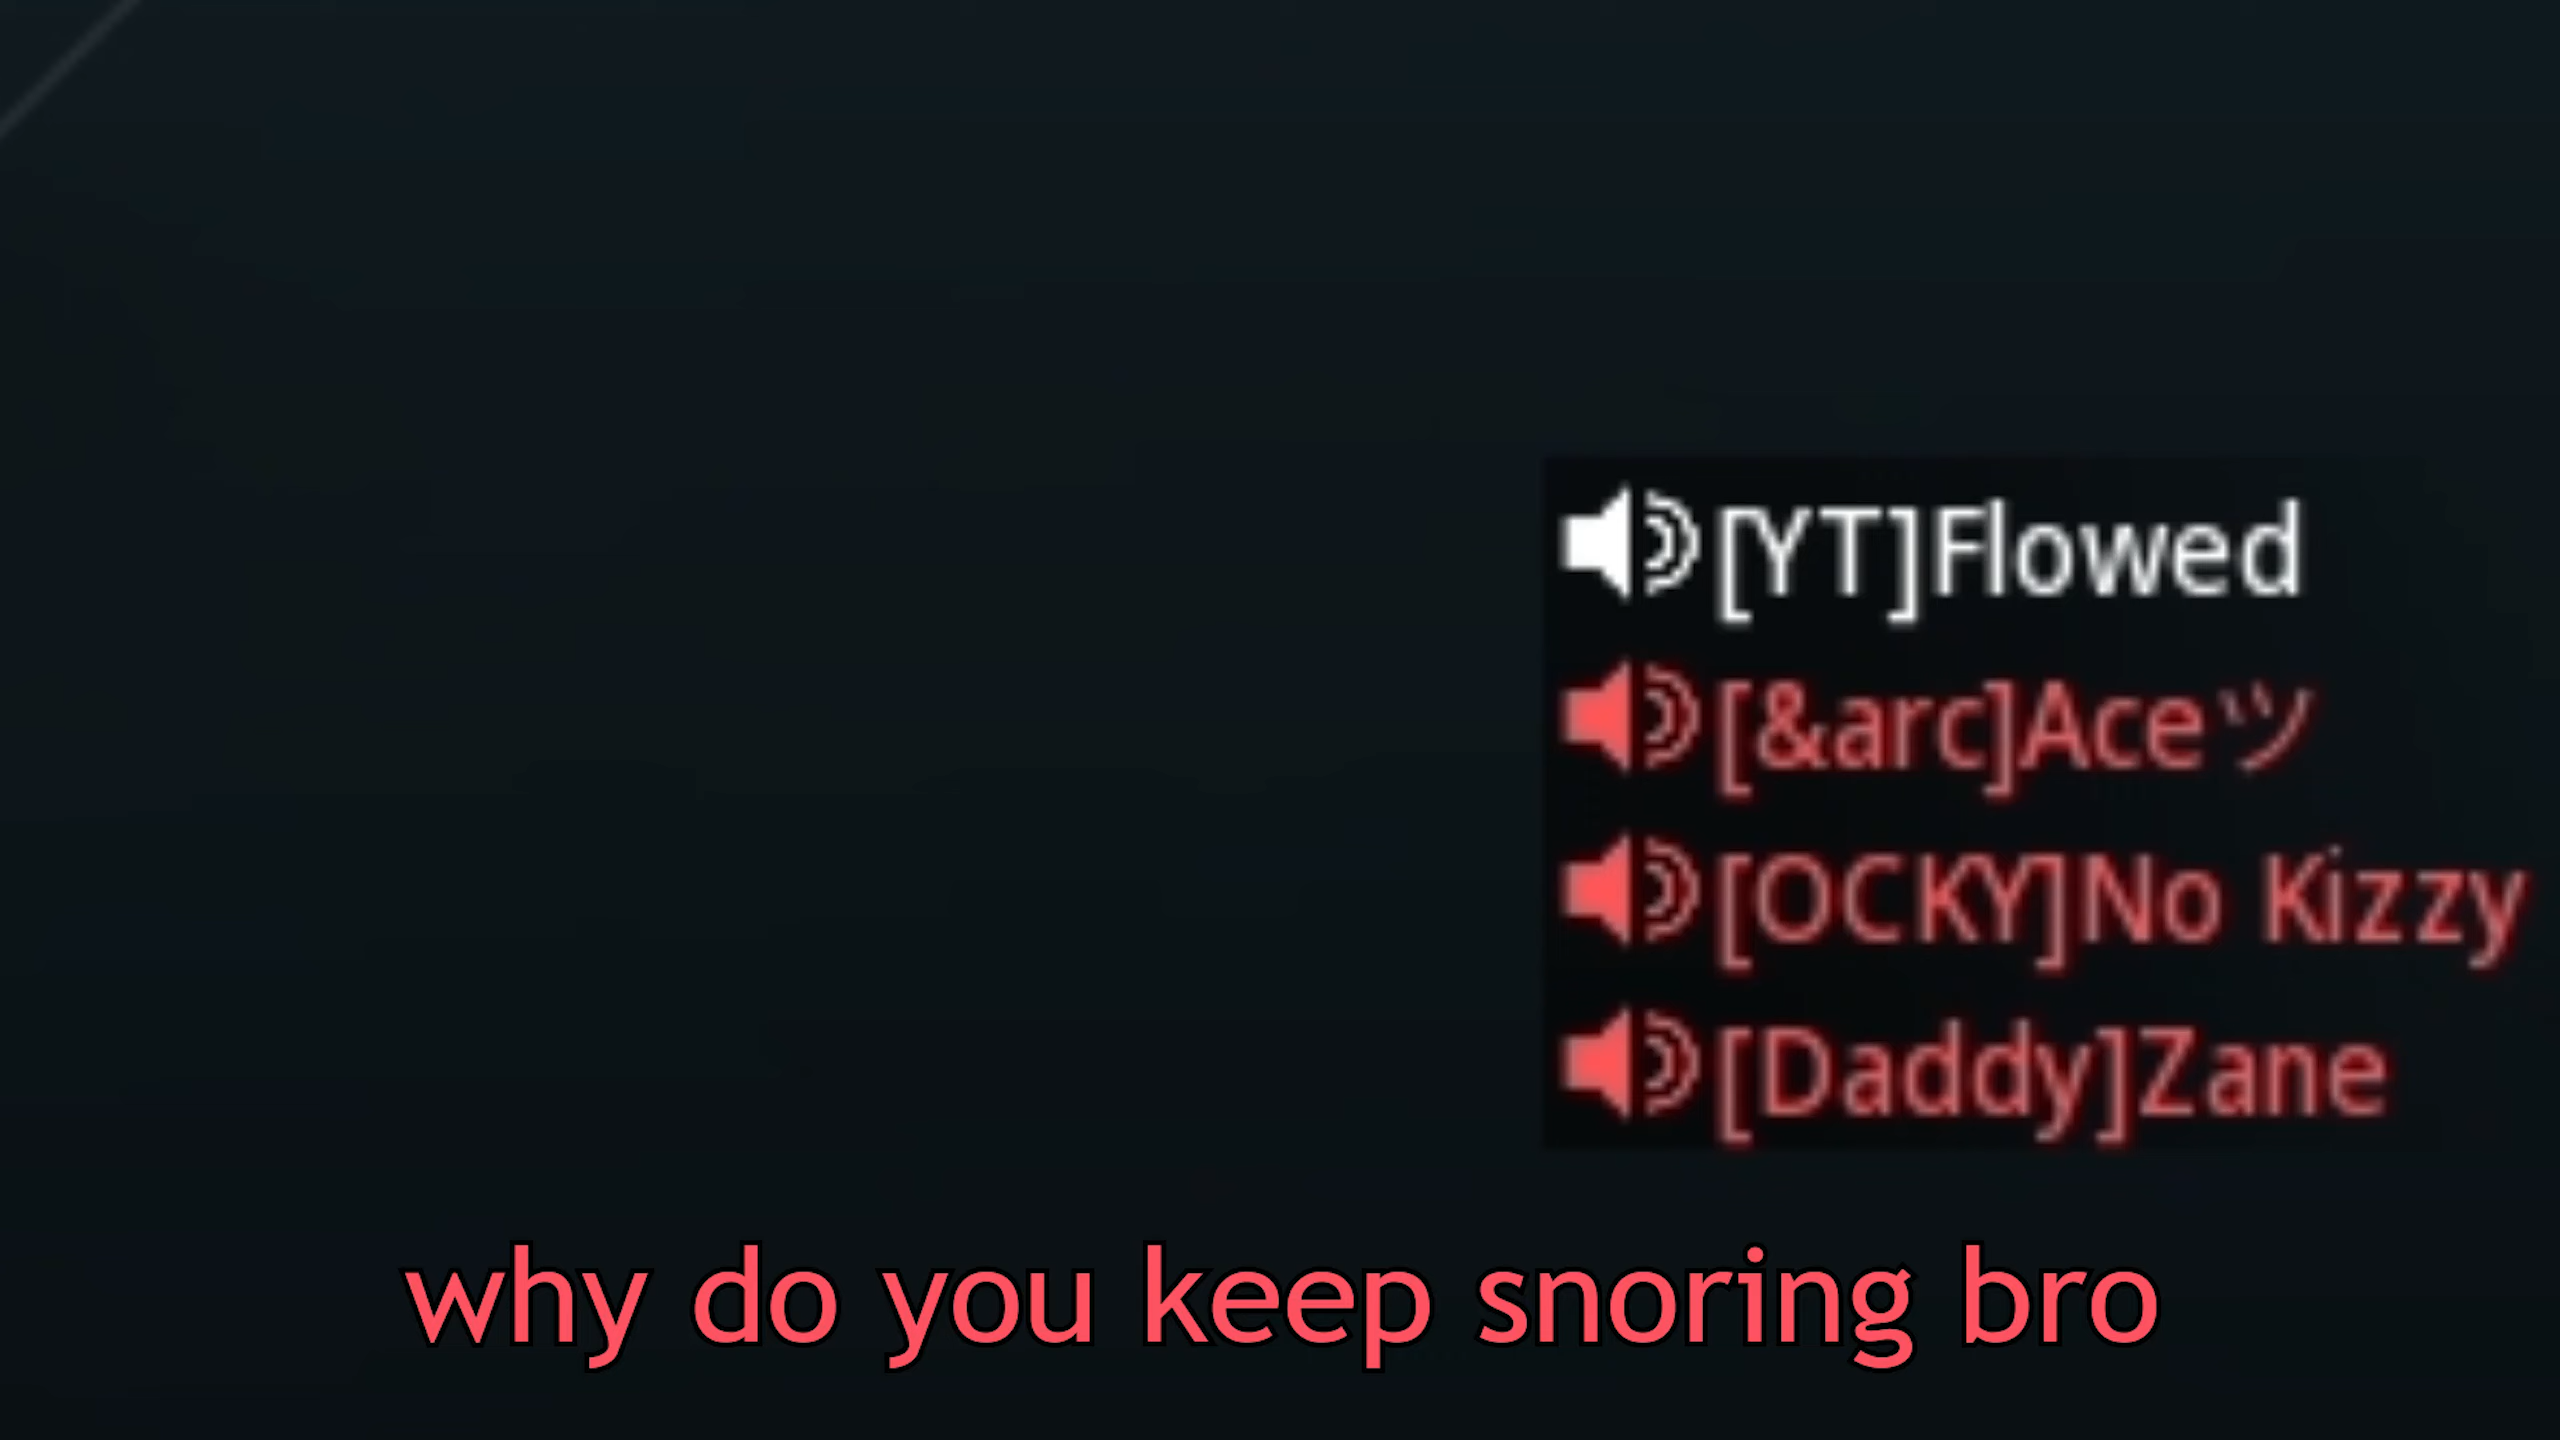 [YT]Flowed
[&arc]Aceツ
[OCKY]No Kizzy
[Daddy]Zane
why do you keep snoring bro